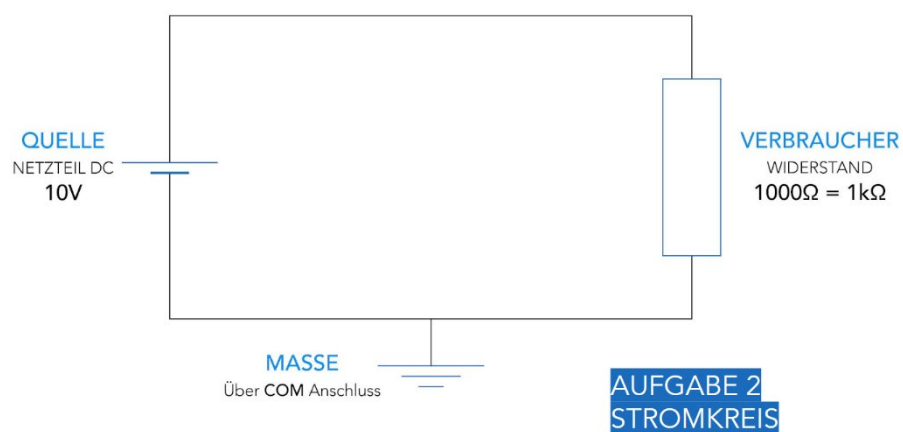 QUELLE
NETZTEIL DC
10V
VERBRAUCHER
WIDERSTAND
1000Ω = 1kΩ
MASSE
Über COM Anschluss
AUFGABE 2
STROMKREIS